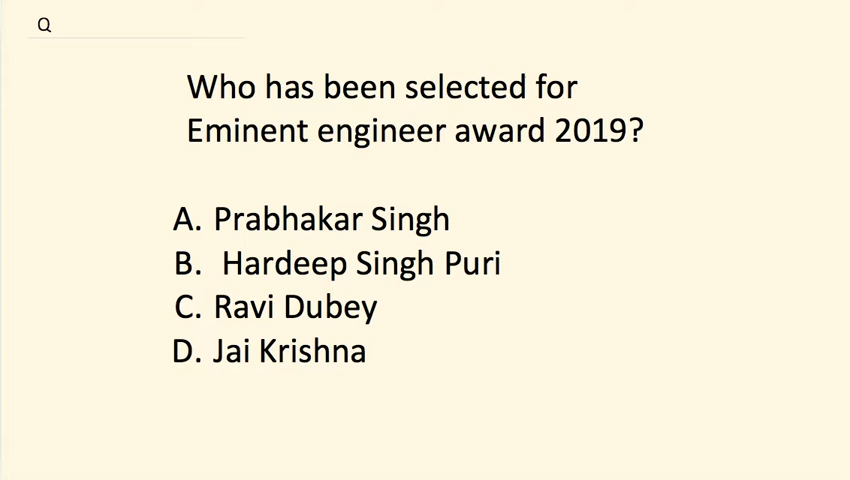 Q
Who has been selected for
Eminent engineer award 2019?
A. Prabhakar Singh
B. Hardeep Singh Puri
C. Ravi Dubey
D. Jai Krishna